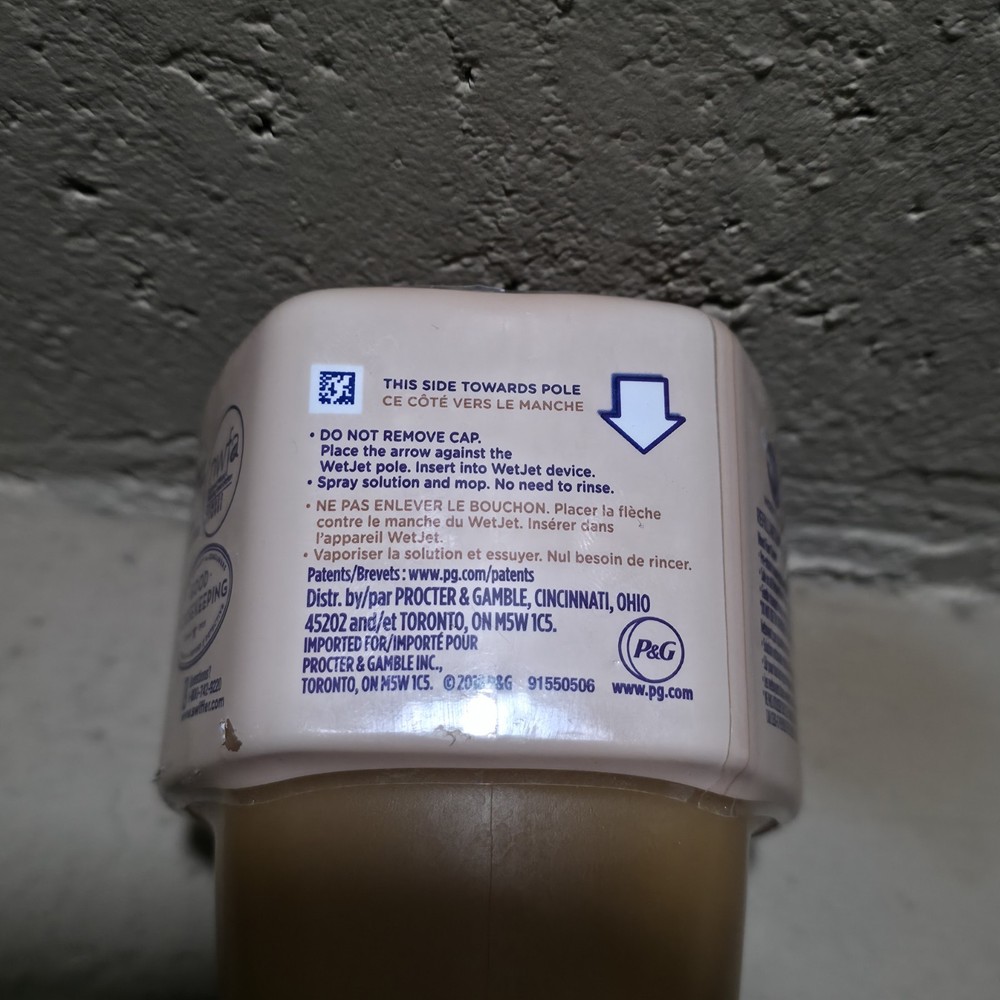 THIS SIDE TOWARDS POLE
CE CÔTÉ VERS LE MANCHE
• DO NOT REMOVE CAP.
Place the arrow against the
WetJet pole. Insert into WetJet device.
• Spray solution and mop. No need to rinse.
• NE PAS ENLEVER LE BOUCHON. Placer la flèche
contre le manche du WetJet. Insérer dans
l'appareil WetJet.
• Vaporiser la solution et essuyer. Nul besoin de rincer.
Patents/Brevets : www.pg.com/patents
Distr. by/par PROCTER & GAMBLE, CINCINNATI, OHIO
45202 and/et TORONTO, ON M5W 1C5.
IMPORTED FOR/IMPORTÉ POUR
PROCTER & GAMBLE INC.,
TORONTO, ON M5W 1C5. © P&G 91550506
P&G
www.pg.com